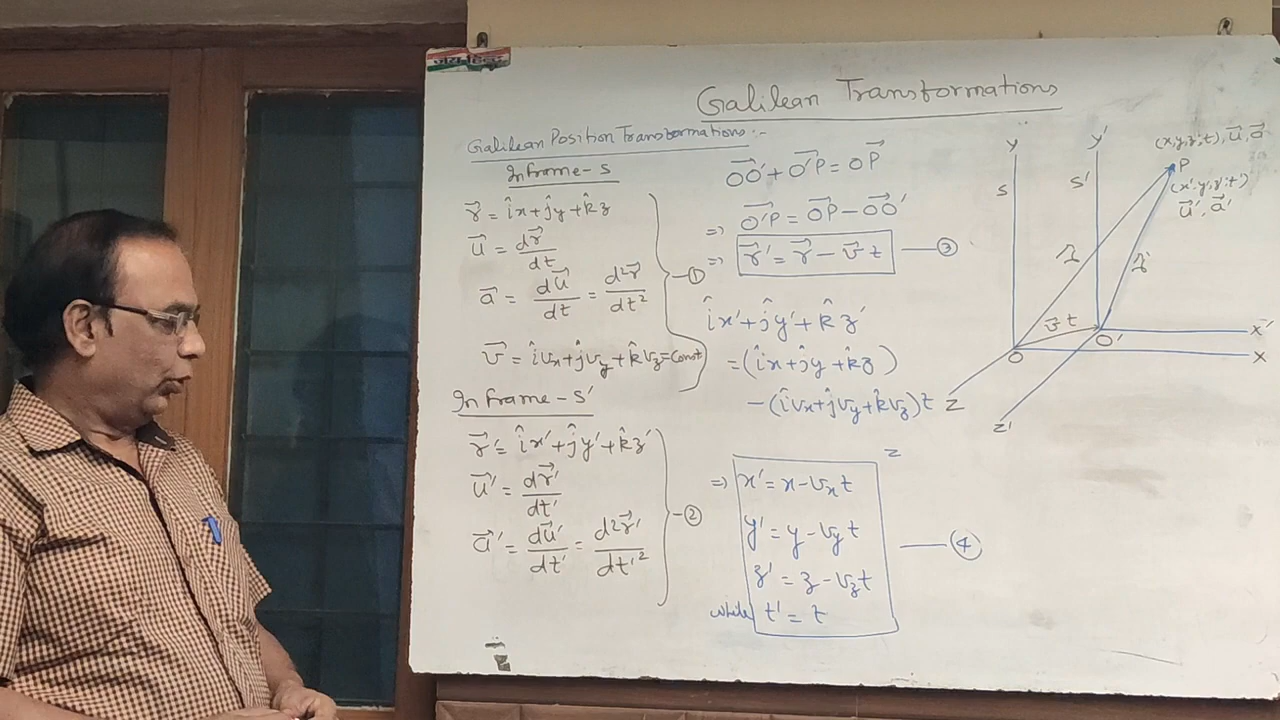 जय हिन्द
Galilean Transformations
Galilean Position Transformations:-
In frame - S
r⃗ = îx+ĵy+k̂z
u⃗ = dr⃗/dt
a⃗ = du⃗/dt = d²r⃗/dt²
v⃗ = îvx+ĵvy+k̂vz=Const
①
In frame - S'
r⃗' = îx'+ĵy'+k̂z'
u⃗' = dr⃗'/dt'
a⃗' = du⃗'/dt' = d²r⃗'/dt'²
②
OO⃗' + O'P⃗ = OP⃗
=> O'P⃗ = OP⃗ - OO⃗'
=> r⃗' = r⃗ - v⃗t — ③
îx'+ĵy'+k̂z'
=(îx+ĵy+k̂z)
-(îvx+ĵvy+k̂vz)t
z
=> x' = x-vxt
y' = y-vyt
z' = z-vzt
while t' = t
④
Y
Y'
S
S'
(x,y,z,t), u⃗, a⃗
P
(x',y',z',t')
u⃗', a⃗'
r⃗
r⃗'
v⃗t
O
O'
X'
X
Z
Z'